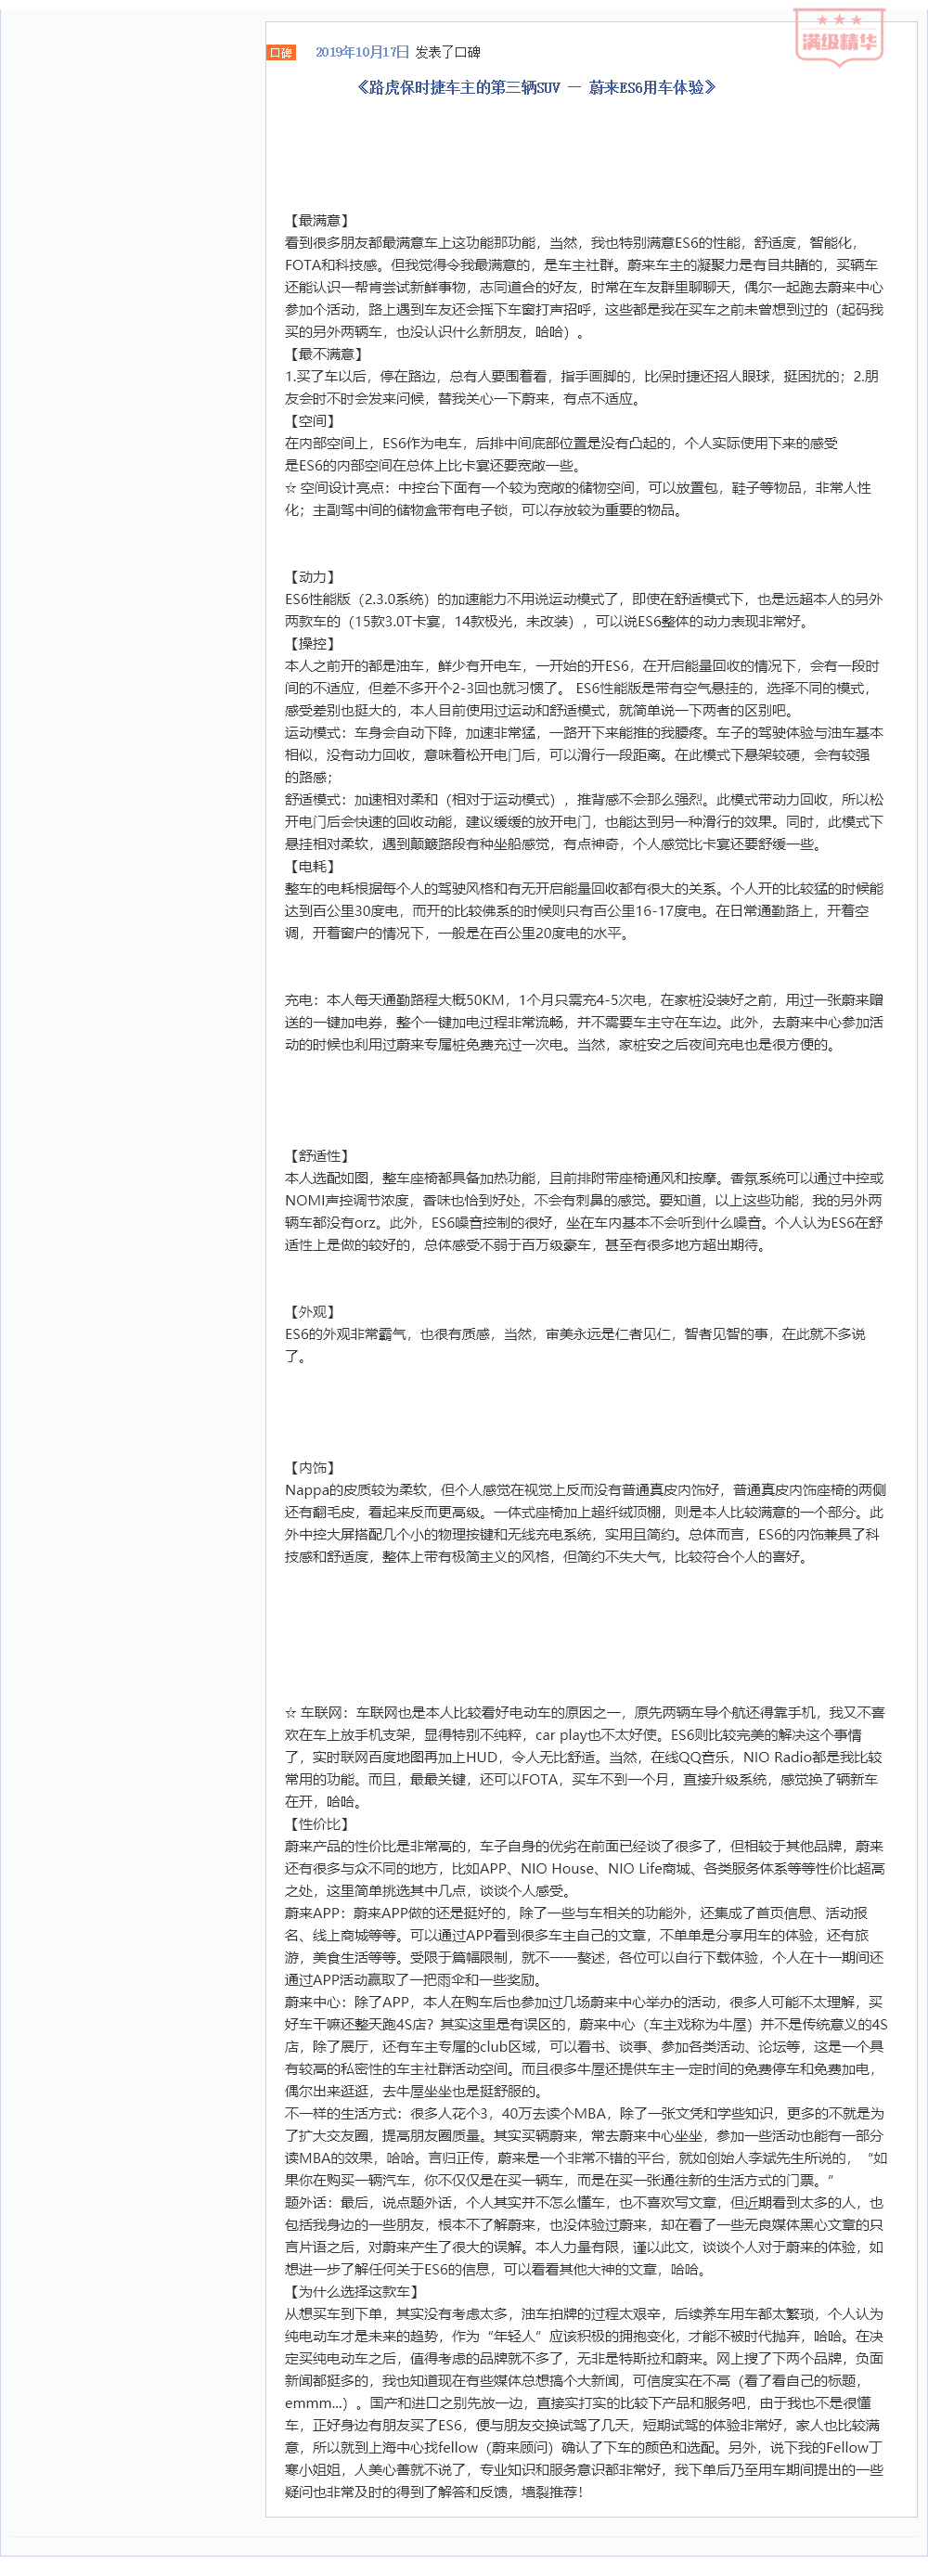 满级精华
口碑 2019年10月17日 发表了口碑
《路虎保时捷车主的第三辆SUV — 蔚来ES6用车体验》
【最满意】
看到很多朋友都最满意车上这功能那功能，当然，我也特别满意ES6的性能，舒适度，智能化，
FOTA和科技感。但我觉得令我最满意的，是车主社群。蔚来车主的凝聚力是有目共睹的，买辆车
还能认识一帮肯尝试新鲜事物，志同道合的好友，时常在车友群里聊聊天，偶尔一起跑去蔚来中心
参加个活动，路上遇到车友还会摇下车窗打声招呼，这些都是我在买车之前未曾想到过的（起码我
买的另外两辆车，也没认识什么新朋友，哈哈）。
【最不满意】
1.买了车以后，停在路边，总有人要围着看，指手画脚的，比保时捷还招人眼球，挺困扰的；2.朋
友会时不时会发来问候，替我关心一下蔚来，有点不适应。
【空间】
在内部空间上，ES6作为电车，后排中间底部位置是没有凸起的，个人实际使用下来的感受
是ES6的内部空间在总体上比卡宴还要宽敞一些。
☆ 空间设计亮点：中控台下面有一个较为宽敞的储物空间，可以放置包，鞋子等物品，非常人性
化；主副驾中间的储物盒带有电子锁，可以存放较为重要的物品。
【动力】
ES6性能版（2.3.0系统）的加速能力不用说运动模式了，即使在舒适模式下，也是远超本人的另外
两款车的（15款3.0T卡宴，14款极光，未改装），可以说ES6整体的动力表现非常好。
【操控】
本人之前开的都是油车，鲜少有开电车，一开始的开ES6，在开启能量回收的情况下，会有一段时
间的不适应，但差不多开个2-3回也就习惯了。 ES6性能版是带有空气悬挂的，选择不同的模式，
感受差别也挺大的，本人目前使用过运动和舒适模式，就简单说一下两者的区别吧。
运动模式：车身会自动下降，加速非常猛，一路开下来能推的我腰疼。车子的驾驶体验与油车基本
相似，没有动力回收，意味着松开电门后，可以滑行一段距离。在此模式下悬架较硬，会有较强
的路感；
舒适模式：加速相对柔和（相对于运动模式），推背感不会那么强烈。此模式带动力回收，所以松
开电门后会快速的回收动能，建议缓缓的放开电门，也能达到另一种滑行的效果。同时，此模式下
悬挂相对柔软，遇到颠簸路段有种坐船感觉，有点神奇，个人感觉比卡宴还要舒缓一些。
【电耗】
整车的电耗根据每个人的驾驶风格和有无开启能量回收都有很大的关系。个人开的比较猛的时候能
达到百公里30度电，而开的比较佛系的时候则只有百公里16-17度电。在日常通勤路上，开着空
调，开着窗户的情况下，一般是在百公里20度电的水平。
充电：本人每天通勤路程大概50KM，1个月只需充4-5次电，在家桩没装好之前，用过一张蔚来赠
送的一键加电券，整个一键加电过程非常流畅，并不需要车主守在车边。此外，去蔚来中心参加活
动的时候也利用过蔚来专属桩免费充过一次电。当然，家桩安之后夜间充电也是很方便的。
【舒适性】
本人选配如图，整车座椅都具备加热功能，且前排附带座椅通风和按摩。香氛系统可以通过中控或
NOMI声控调节浓度，香味也恰到好处，不会有刺鼻的感觉。要知道，以上这些功能，我的另外两
辆车都没有orz。此外，ES6噪音控制的很好，坐在车内基本不会听到什么噪音。个人认为ES6在舒
适性上是做的较好的，总体感受不弱于百万级豪车，甚至有很多地方超出期待。
【外观】
ES6的外观非常霸气，也很有质感，当然，审美永远是仁者见仁，智者见智的事，在此就不多说
了。
【内饰】
Nappa的皮质较为柔软，但个人感觉在视觉上反而没有普通真皮内饰好，普通真皮内饰座椅的两侧
还有翻毛皮，看起来反而更高级。一体式座椅加上超纤绒顶棚，则是本人比较满意的一个部分。此
外中控大屏搭配几个小的物理按键和无线充电系统，实用且简约。总体而言，ES6的内饰兼具了科
技感和舒适度，整体上带有极简主义的风格，但简约不失大气，比较符合个人的喜好。
☆ 车联网：车联网也是本人比较看好电动车的原因之一，原先两辆车导个航还得靠手机，我又不喜
欢在车上放手机支架，显得特别不纯粹，car play也不太好使。ES6则比较完美的解决这个事情
了，实时联网百度地图再加上HUD，令人无比舒适。当然，在线QQ音乐，NIO Radio都是我比较
常用的功能。而且，最最关键，还可以FOTA，买车不到一个月，直接升级系统，感觉换了辆新车
在开，哈哈。
【性价比】
蔚来产品的性价比是非常高的，车子自身的优劣在前面已经谈了很多了，但相较于其他品牌，蔚来
还有很多与众不同的地方，比如APP、NIO House、NIO Life商城、各类服务体系等等性价比超高
之处，这里简单挑选其中几点，谈谈个人感受。
蔚来APP：蔚来APP做的还是挺好的，除了一些与车相关的功能外，还集成了首页信息、活动报
名、线上商城等等。可以通过APP看到很多车主自己的文章，不单单是分享用车的体验，还有旅
游，美食生活等等。受限于篇幅限制，就不一一赘述，各位可以自行下载体验，个人在十一期间还
通过APP活动赢取了一把雨伞和一些奖励。
蔚来中心：除了APP，本人在购车后也参加过几场蔚来中心举办的活动，很多人可能不太理解，买
好车干嘛还整天跑4S店？其实这里是有误区的，蔚来中心（车主戏称为牛屋）并不是传统意义的4S
店，除了展厅，还有车主专属的club区域，可以看书、谈事、参加各类活动、论坛等，这是一个具
有较高的私密性的车主社群活动空间。而且很多牛屋还提供车主一定时间的免费停车和免费加电，
偶尔出来逛逛，去牛屋坐坐也是挺舒服的。
不一样的生活方式：很多人花个3，40万去读个MBA，除了一张文凭和学些知识，更多的不就是为
了扩大交友圈，提高朋友圈质量。其实买辆蔚来，常去蔚来中心坐坐，参加一些活动也能有一部分
读MBA的效果，哈哈。言归正传，蔚来是一个非常不错的平台，就如创始人李斌先生所说的，“如
果你在购买一辆汽车，你不仅仅是在买一辆车，而是在买一张通往新的生活方式的门票。”
题外话：最后，说点题外话，个人其实并不怎么懂车，也不喜欢写文章，但近期看到太多的人，也
包括我身边的一些朋友，根本不了解蔚来，也没体验过蔚来，却在看了一些无良媒体黑心文章的只
言片语之后，对蔚来产生了很大的误解。本人力量有限，谨以此文，谈谈个人对于蔚来的体验，如
想进一步了解任何关于ES6的信息，可以看看其他大神的文章，哈哈。
【为什么选择这款车】
从想买车到下单，其实没有考虑太多，油车拍牌的过程太艰辛，后续养车用车都太繁琐，个人认为
纯电动车才是未来的趋势，作为“年轻人”应该积极的拥抱变化，才能不被时代抛弃，哈哈。在决
定买纯电动车之后，值得考虑的品牌就不多了，无非是特斯拉和蔚来。网上搜了下两个品牌，负面
新闻都挺多的，我也知道现在有些媒体总想搞个大新闻，可信度实在不高（看了看自己的标题，
emmm...）。国产和进口之别先放一边，直接实打实的比较下产品和服务吧，由于我也不是很懂
车，正好身边有朋友买了ES6，便与朋友交换试驾了几天，短期试驾的体验非常好，家人也比较满
意，所以就到上海中心找fellow（蔚来顾问）确认了下车的颜色和选配。另外，说下我的Fellow丁
寒小姐姐，人美心善就不说了，专业知识和服务意识都非常好，我下单后乃至用车期间提出的一些
疑问也非常及时的得到了解答和反馈，墙裂推荐！